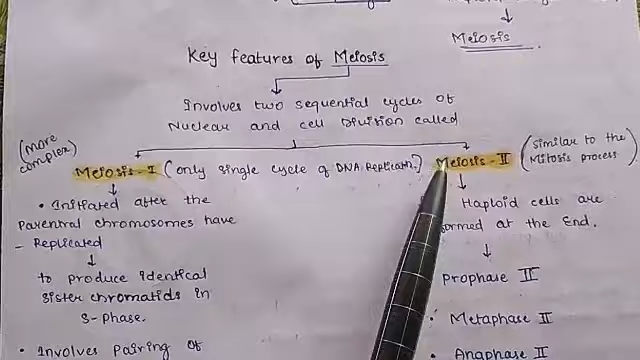 Meiosis
Key features of Meiosis
Involves two sequential cycles of
Nuclear and cell Division called
(more complex)
Meiosis-I (only single cycle of DNA Replicath.) Meiosis-II
(similar to the
Mitosis process)
• Initiated after the
Parentral chromosomes have
- Replicated
to produce identical
sister chromatids in
S-phase.
• Involves pairing of
Haploid cells are
ormed at the End.
Prophase II
• Metaphase II
• Anaphase II